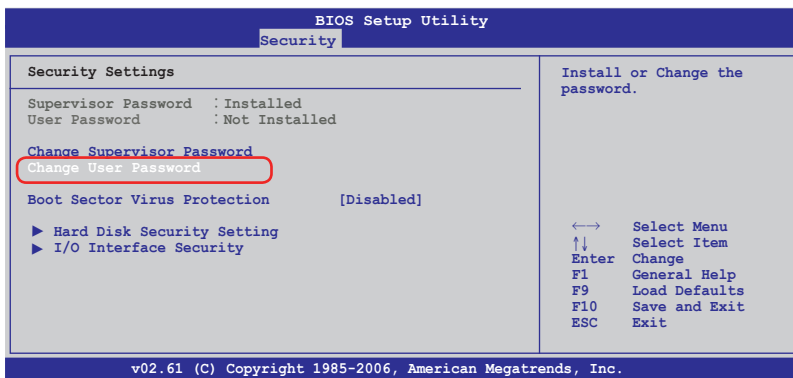 BIOS Setup Utility
Security
Security Settings
Supervisor Password : Installed
User Password : Not Installed
Change Supervisor Password
Change User Password
Boot Sector Virus Protection [Disabled]
▶ Hard Disk Security Setting
▶ I/O Interface Security
Install or Change the
password.
←→ Select Menu
↑↓ Select Item
Enter Change
F1 General Help
F9 Load Defaults
F10 Save and Exit
ESC Exit
v02.61 (C) Copyright 1985-2006, American Megatrends, Inc.